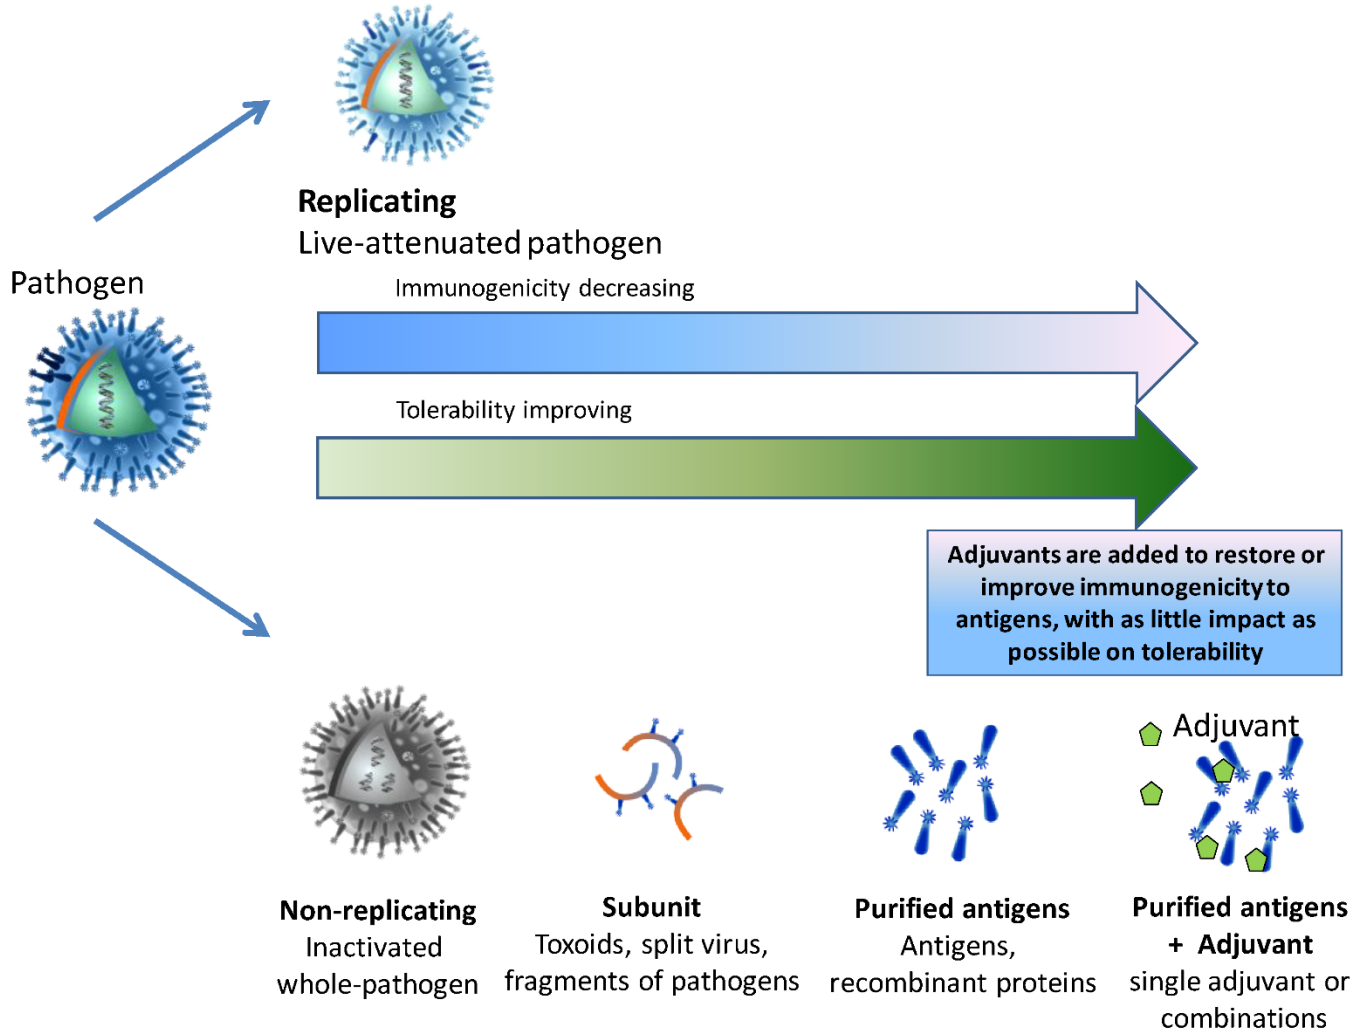 Replicating
Live-attenuated pathogen
Pathogen
Immunogenicity decreasing
Tolerability improving
Adjuvants are added to restore or
improve immunogenicity to
antigens, with as little impact as
possible on tolerability
Adjuvant
Non-replicating
Inactivated
whole-pathogen
Subunit
Toxoids, split virus,
fragments of pathogens
Purified antigens
Antigens,
recombinant proteins
Purified antigens
+ Adjuvant
single adjuvant or
combinations